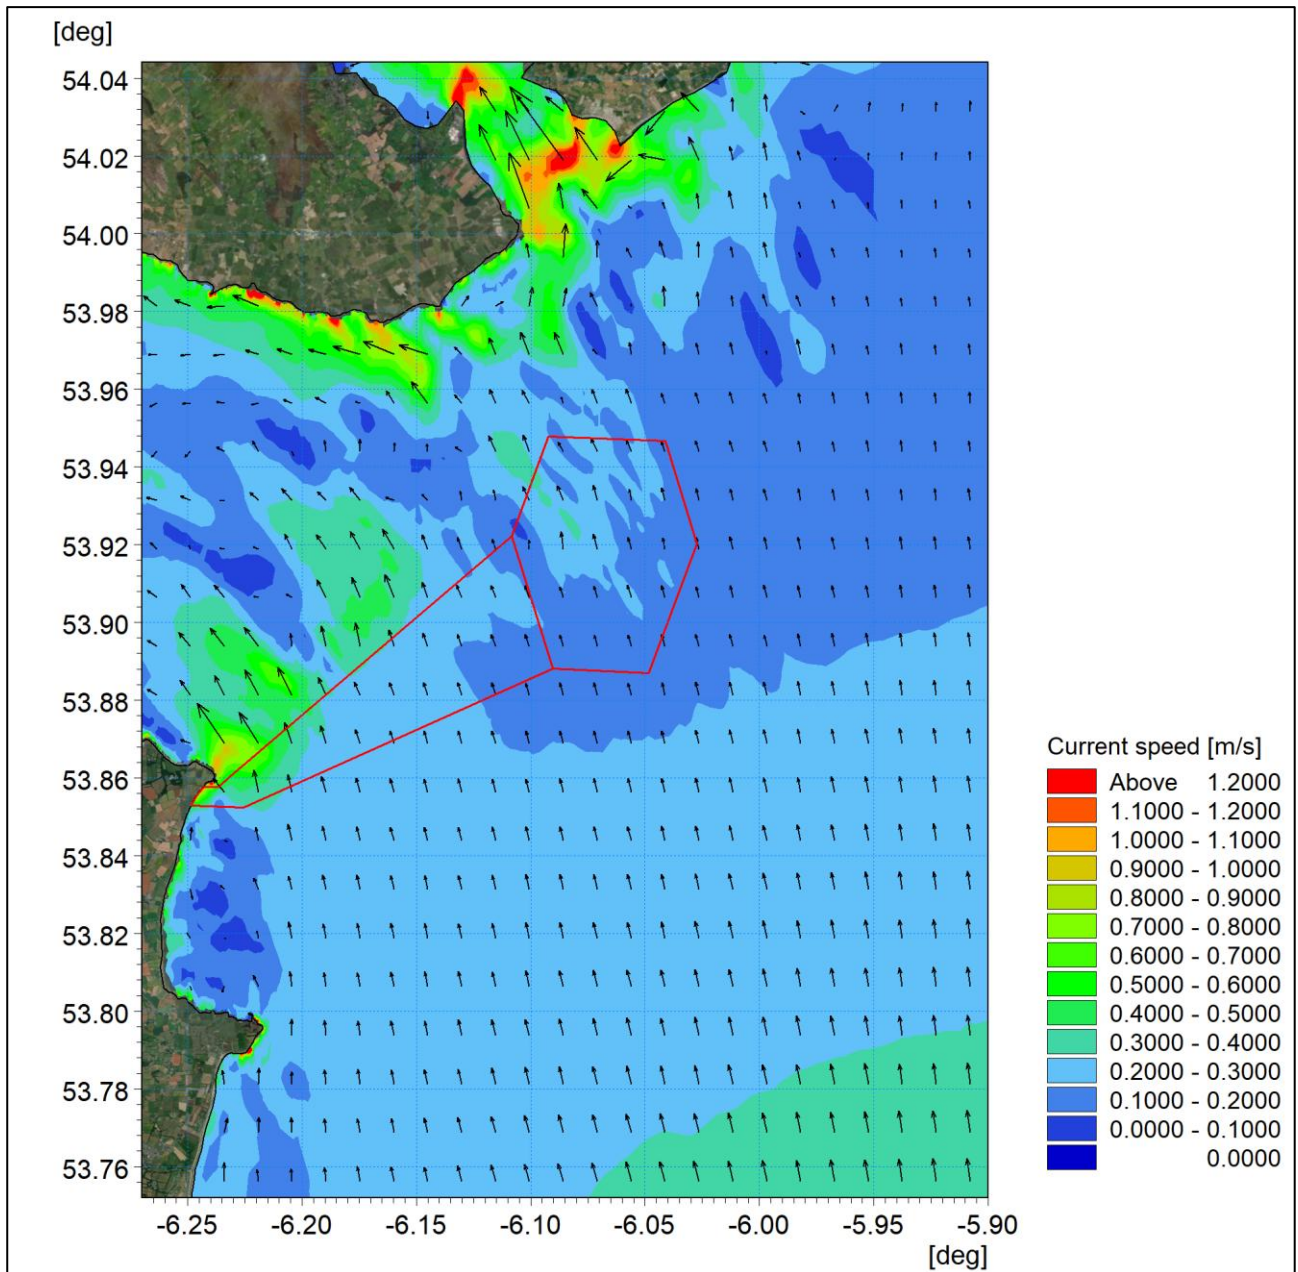 [deg]
54.04
54.02
54.00
53.98
53.96
53.94
53.92
53.90
53.88
53.86
53.84
53.82
53.80
53.78
53.76
-6.25 -6.20 -6.15 -6.10 -6.05 -6.00 -5.95 -5.90
[deg]
Current speed [m/s]
Above 1.2000
1.1000 - 1.2000
1.0000 - 1.1000
0.9000 - 1.0000
0.8000 - 0.9000
0.7000 - 0.8000
0.6000 - 0.7000
0.5000 - 0.6000
0.4000 - 0.5000
0.3000 - 0.4000
0.2000 - 0.3000
0.1000 - 0.2000
0.0000 - 0.1000
0.0000